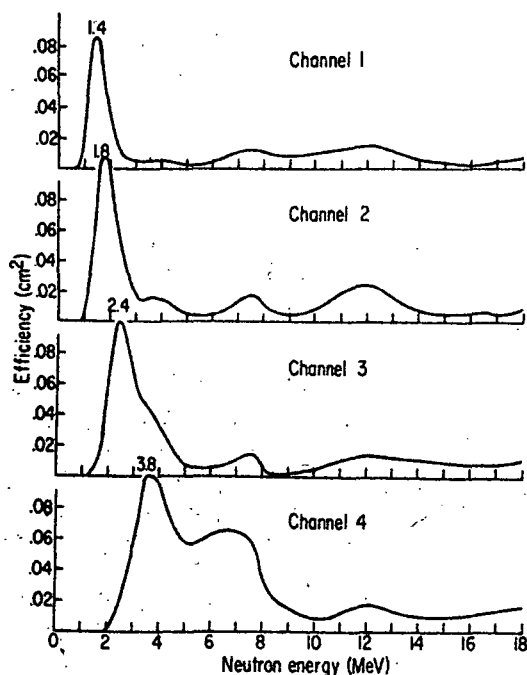 1.4
.08
.06
.04
.02
Channel 1
1.8
.08
.06
.04
.02
Channel 2
2.4
.08
.06
.04
.02
Channel 3
3.8
.08
.06
.04
.02
Channel 4
Efficiency (cm²)
0 2 4 6 8 10 12 14 16 18
Neutron energy (MeV)